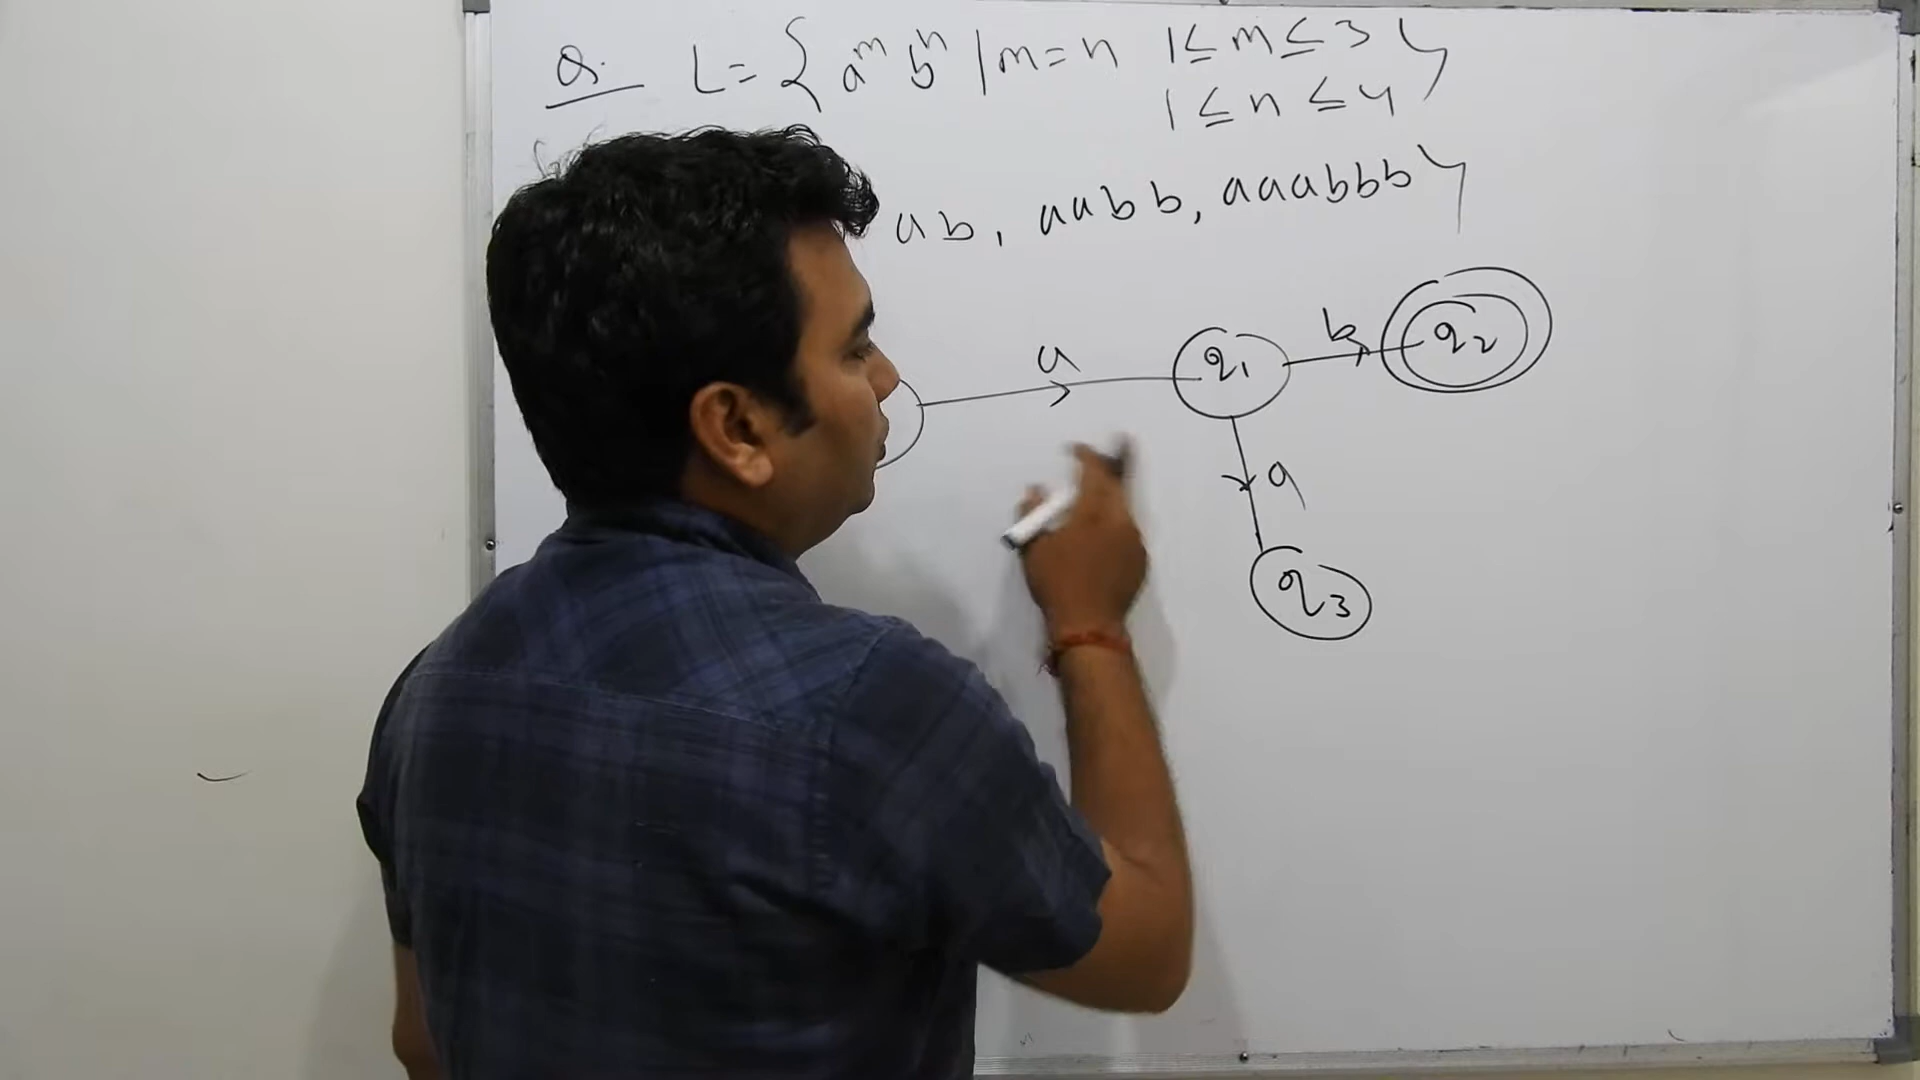 Q. L = { a^m b^n | m = n 1 ≤ m ≤ 3 }
1 ≤ n ≤ 4
ab, aabb, aaabbb }
a
q1
b
q2
a
q3